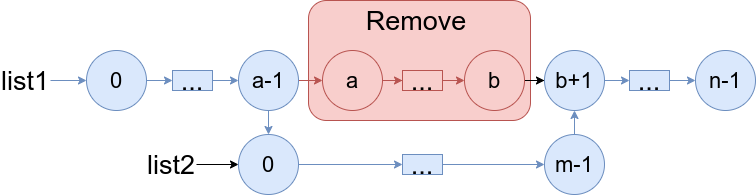 Remove
list1 0 ... a-1 a ... b b+1 ... n-1
list2 0 ... m-1